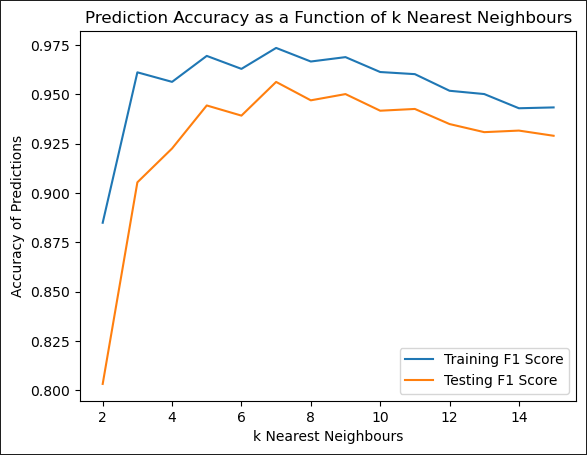 Prediction Accuracy as a Function of k Nearest Neighbours
0.975
0.950
0.925
0.900
0.875
0.850
0.825
0.800
Accuracy of Predictions
Training F1 Score
Testing F1 Score
2 4 6 8 10 12 14
k Nearest Neighbours